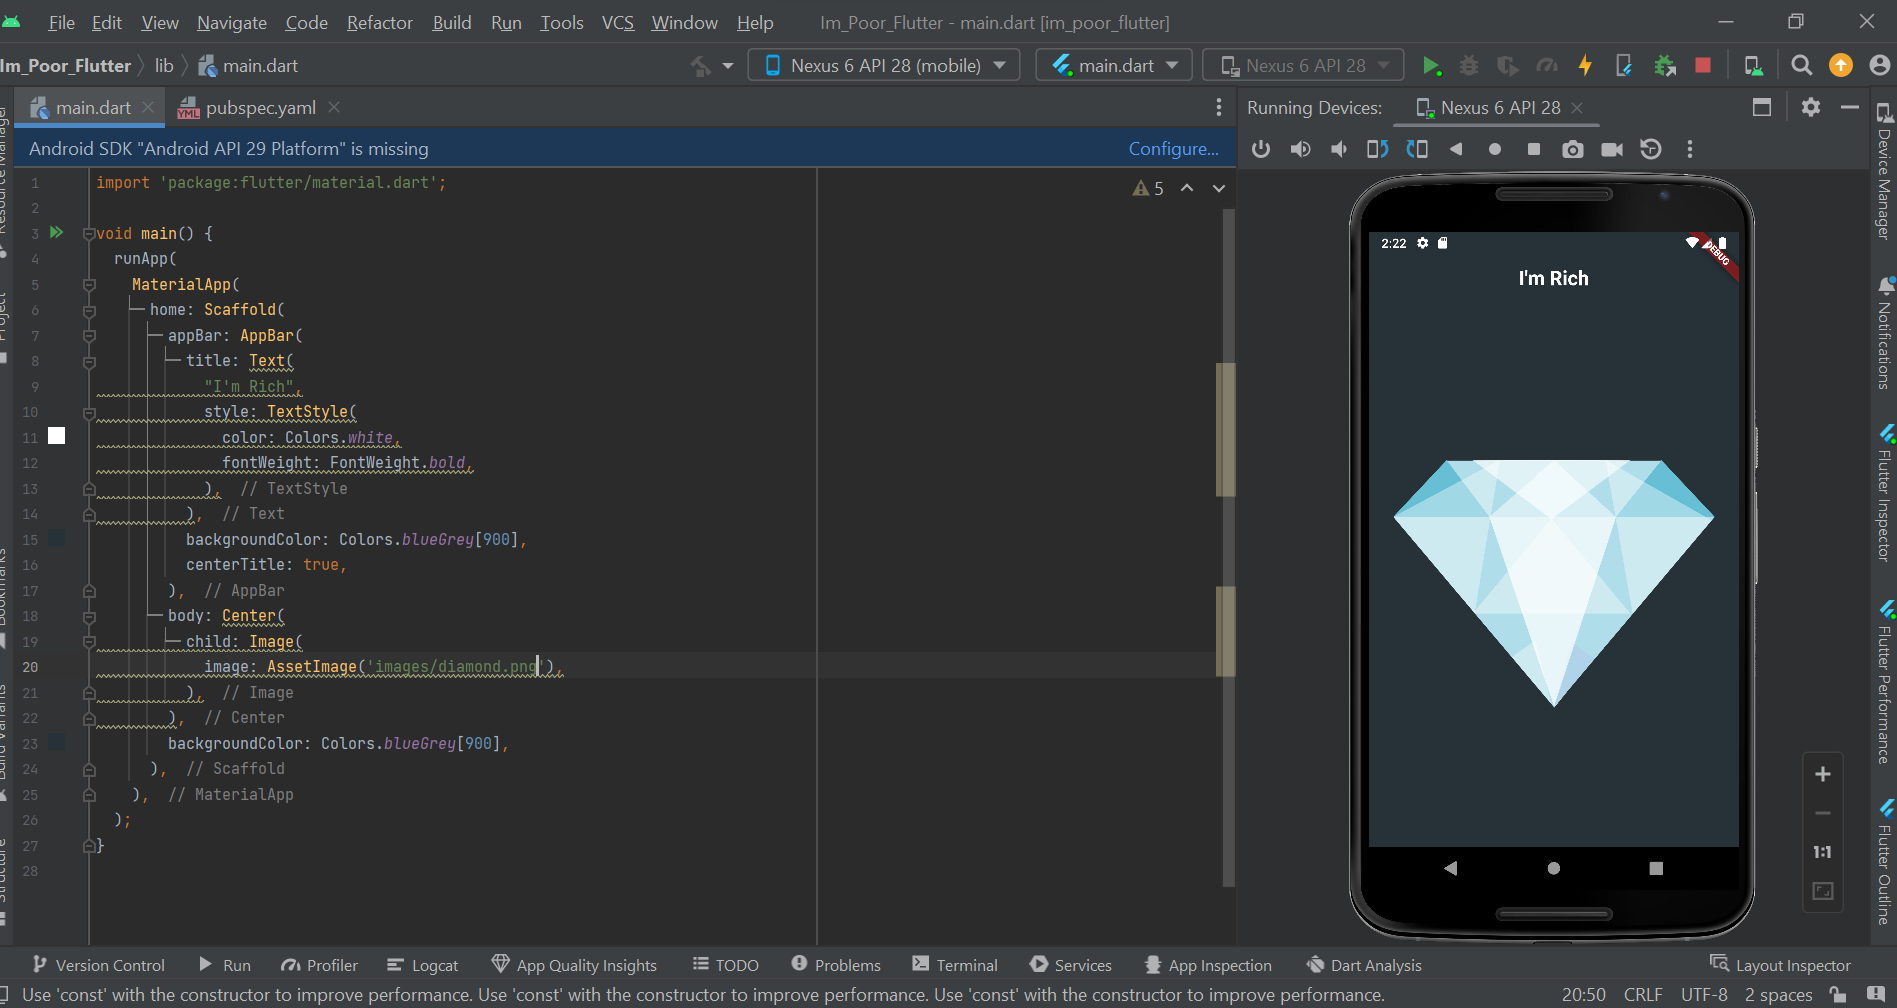 File Edit View Navigate Code Refactor Build Run Tools VCS Window Help Im_Poor_Flutter - main.dart [im_poor_flutter]
Im_Poor_Flutter lib main.dart Nexus 6 API 28 (mobile) main.dart Nexus 6 API 28
main.dart pubspec.yaml Running Devices: Nexus 6 API 28
Android SDK "Android API 29 Platform" is missing Configure...
1 import 'package:flutter/material.dart'; 5
2
3 void main() {
4 runApp(
5 MaterialApp(
6 home: Scaffold(
7 appBar: AppBar(
8 title: Text(
9 "I'm Rich",
10 style: TextStyle(
11 color: Colors.white,
12 fontWeight: FontWeight.bold,
13 ), // TextStyle
14 ), // Text
15 backgroundColor: Colors.blueGrey[900],
16 centerTitle: true,
17 ), // AppBar
18 body: Center(
19 child: Image(
20 image: AssetImage('images/diamond.png'),
21 ), // Image
22 ), // Center
23 backgroundColor: Colors.blueGrey[900],
24 ), // Scaffold
25 ), // MaterialApp
26 );
27 }
28
2:22
DEBUG
I'm Rich
1:1
Resource Manager
Project
Bookmarks
Build Variants
Structure
Device Manager
Notifications
Flutter Inspector
Flutter Performance
Flutter Outline
Version Control Run Profiler Logcat App Quality Insights TODO Problems Terminal Services App Inspection Dart Analysis Layout Inspector
Use 'const' with the constructor to improve performance. Use 'const' with the constructor to improve performance. Use 'const' with the constructor to improve performance. 20:50 CRLF UTF-8 2 spaces